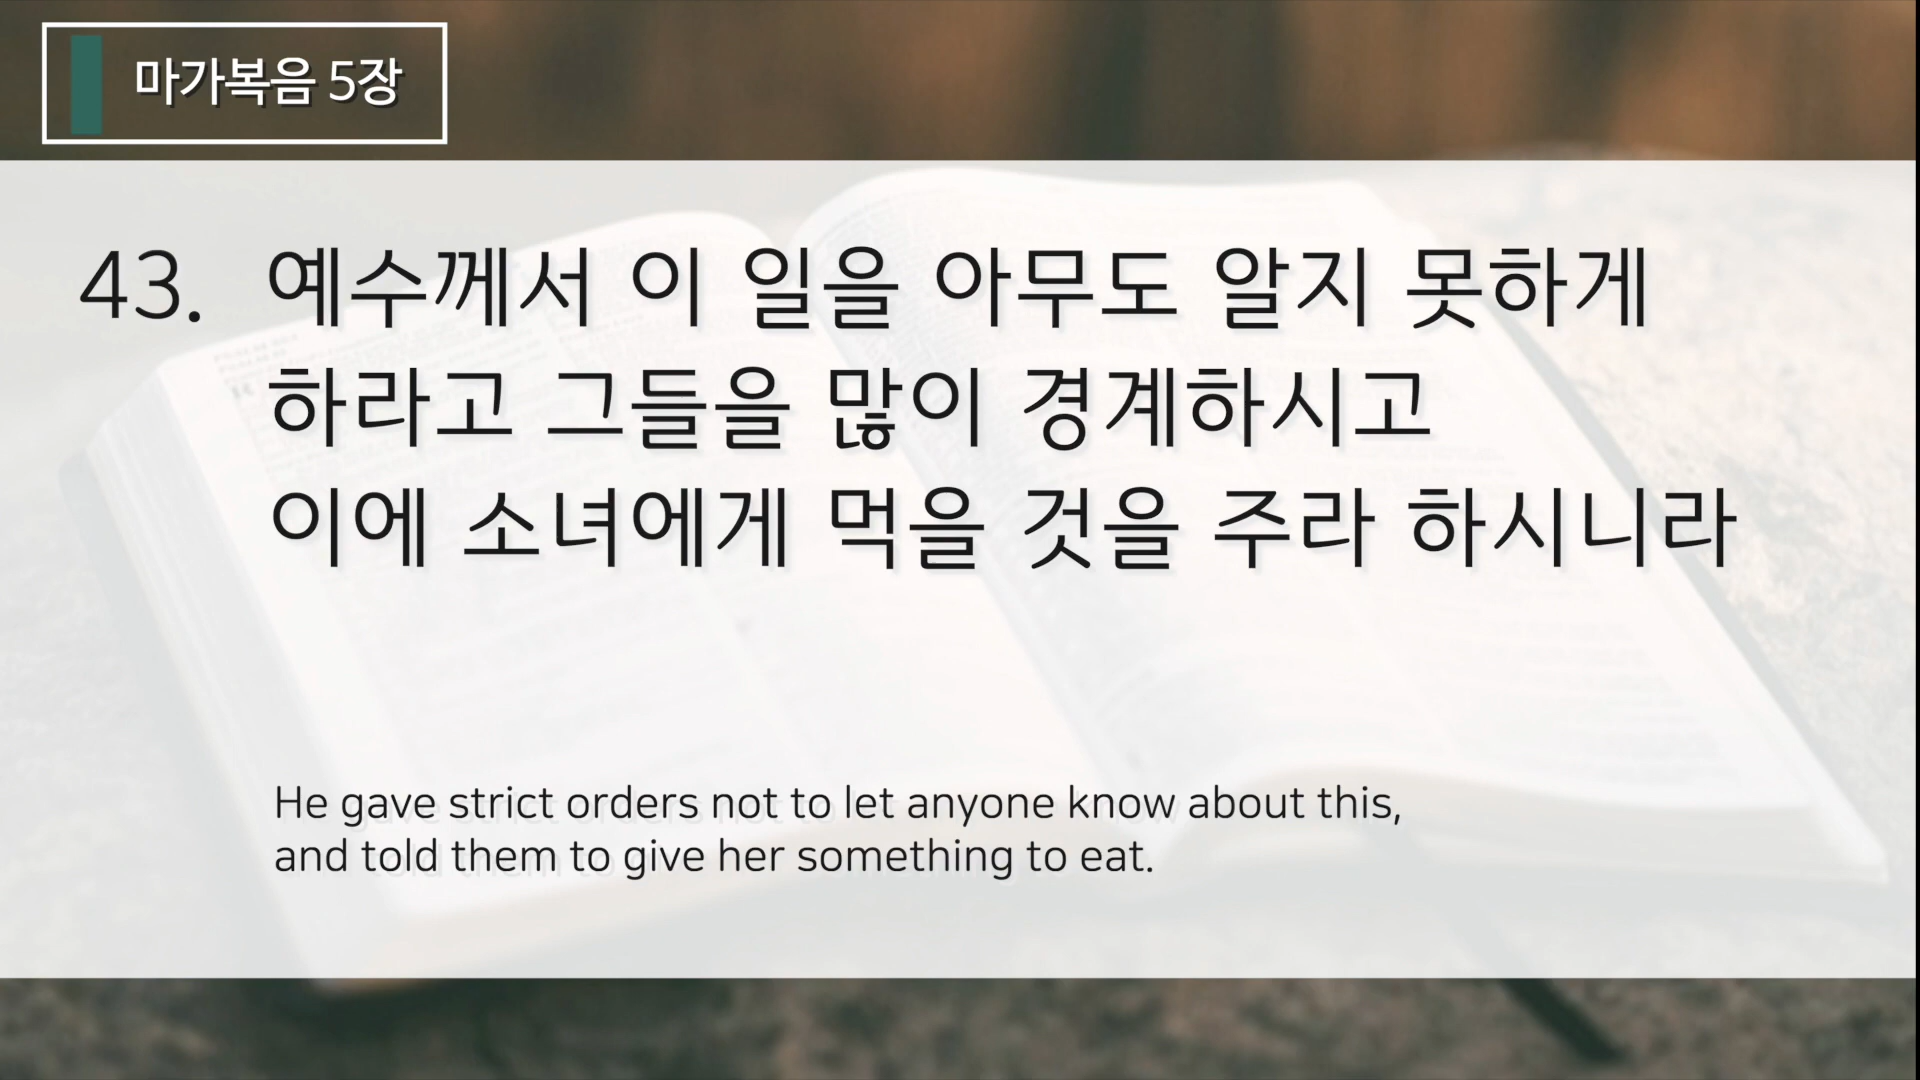 마가복음 5장
43. 예수께서 이 일을 아무도 알지 못하게
하라고 그들을 많이 경계하시고
이에 소녀에게 먹을 것을 주라 하시니라
He gave strict orders not to let anyone know about this,
and told them to give her something to eat.